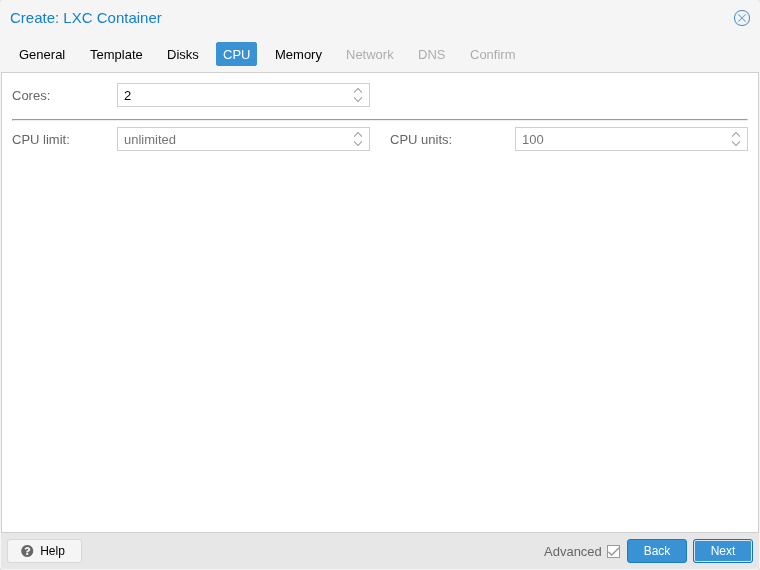 Create: LXC Container
General Template Disks CPU Memory Network DNS Confirm
Cores: 2
CPU limit: unlimited CPU units: 100
Help Advanced Back Next